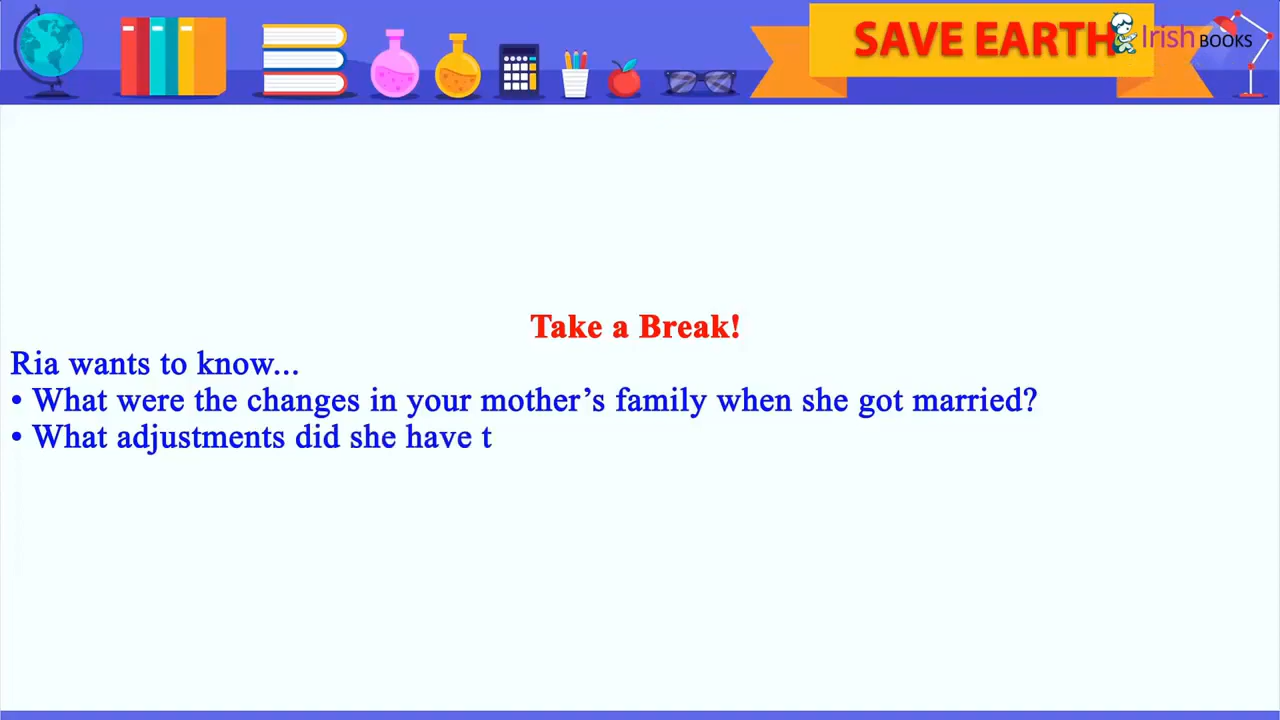 SAVE EARTH
Irish BOOKS
Take a Break!
Ria wants to know...
• What were the changes in your mother’s family when she got married?
• What adjustments did she have t